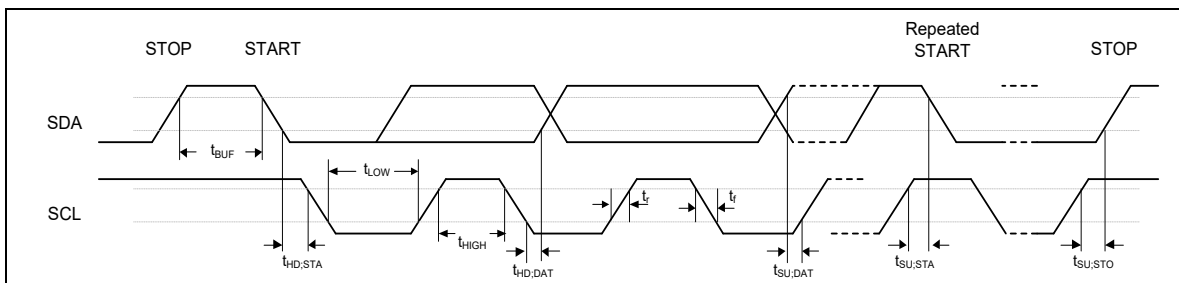 STOP START Repeated START STOP
SDA
t_BUF
t_LOW
SCL
t_r t_f
t_HIGH
t_HD;STA t_HD;DAT t_SU;DAT t_SU;STA t_SU;STO